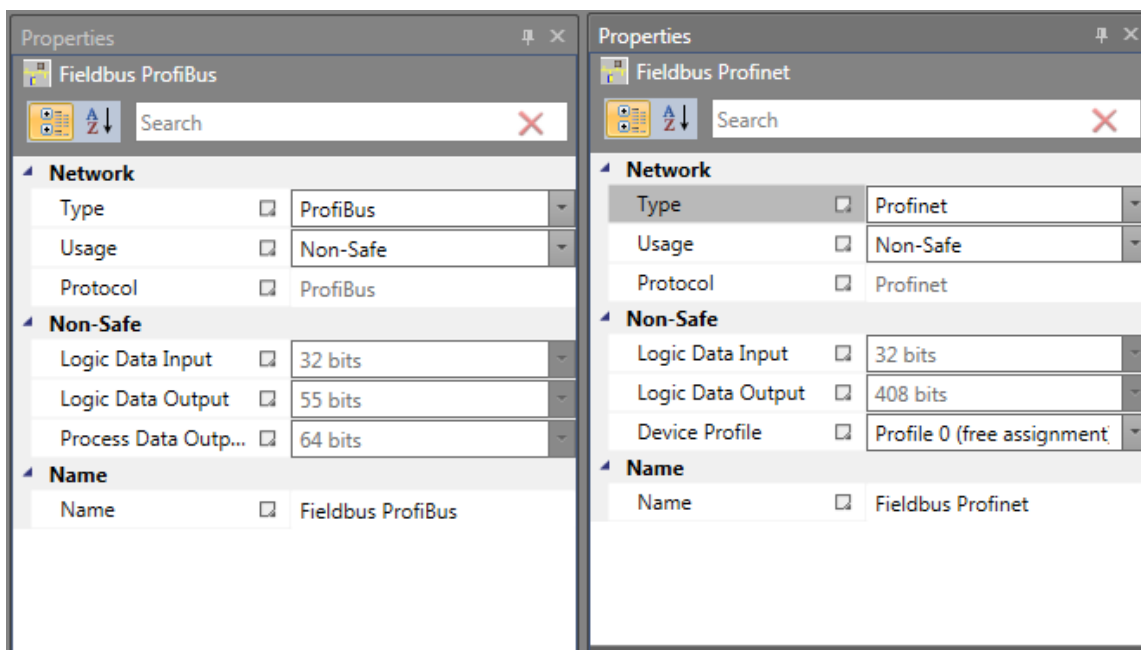 Properties
Fieldbus ProfiBus
A
Z
Search
Network
Type ProfiBus
Usage Non-Safe
Protocol ProfiBus
Non-Safe
Logic Data Input 32 bits
Logic Data Output 55 bits
Process Data Outp... 64 bits
Name
Name Fieldbus ProfiBus
Properties
Fieldbus Profinet
A
Z
Search
Network
Type Profinet
Usage Non-Safe
Protocol Profinet
Non-Safe
Logic Data Input 32 bits
Logic Data Output 408 bits
Device Profile Profile 0 (free assignment
Name
Name Fieldbus Profinet